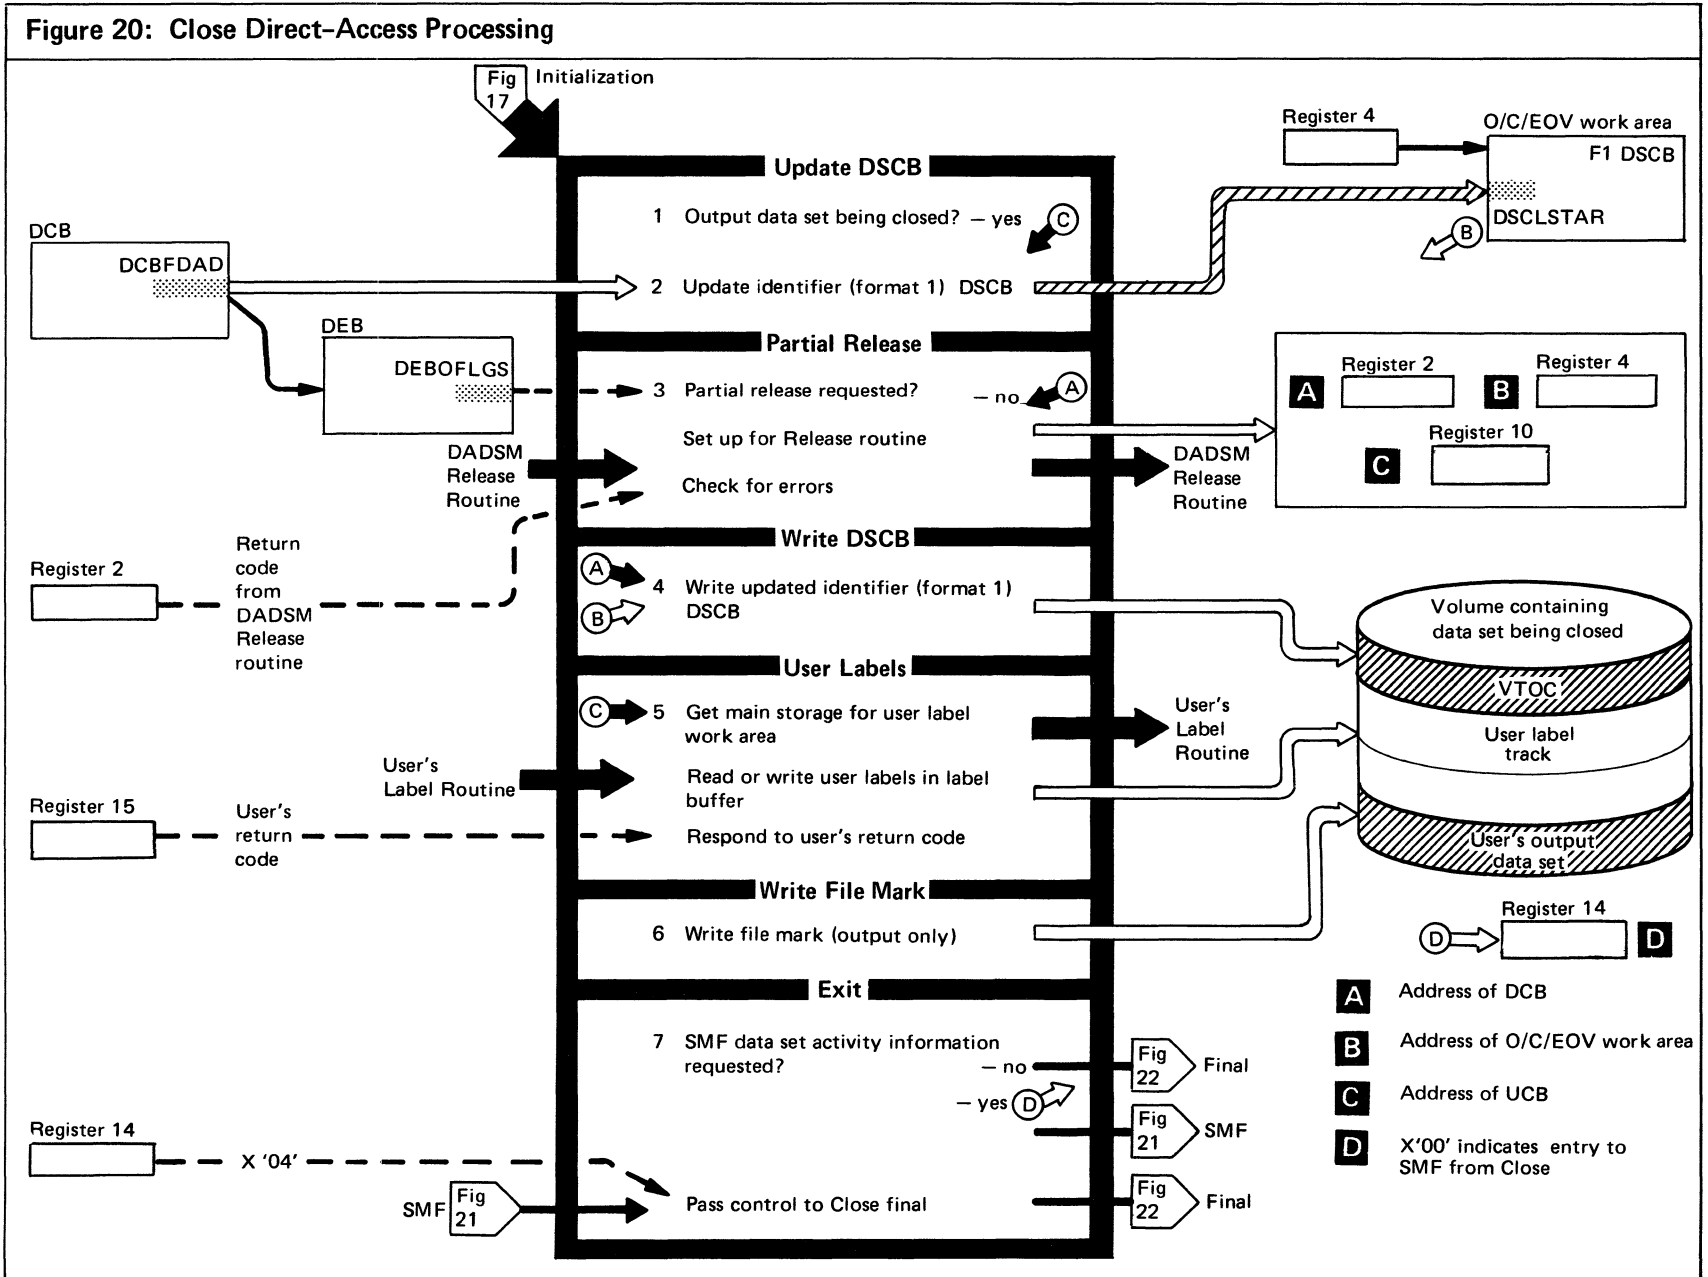 Figure 20: Close Direct-Access Processing
Fig
17
Initialization
Register 4
O/C/EOV work area
F1 DSCB
DSCLSTAR
B
Update DSCB
1 Output data set being closed? – yes
C
DCB
DCBFDAD
2 Update identifier (format 1) DSCB
DEB
DEBOFLGS
Partial Release
3 Partial release requested?
– no
A
Set up for Release routine
DADSM
Release
Routine
Check for errors
DADSM
Release
Routine
Register 2
A
Register 4
B
Register 10
C
Register 2
Return
code
from
DADSM
Release
routine
Write DSCB
A
B
4 Write updated identifier (format 1)
DSCB
Volume containing
data set being closed
VTOC
User label
track
User's output
data set
User Labels
C
5 Get main storage for user label
work area
User's
Label
Routine
User's
Label Routine
Read or write user labels in label
buffer
Register 15
User's
return
code
Respond to user's return code
Write File Mark
6 Write file mark (output only)
Register 14
D
D
Exit
7 SMF data set activity information
requested?
– no
Fig
22
Final
– yes
D
Fig
21
SMF
Register 14
X '04'
SMF
Fig
21
Pass control to Close final
Fig
22
Final
A Address of DCB
B Address of O/C/EOV work area
C Address of UCB
D X'00' indicates entry to
SMF from Close